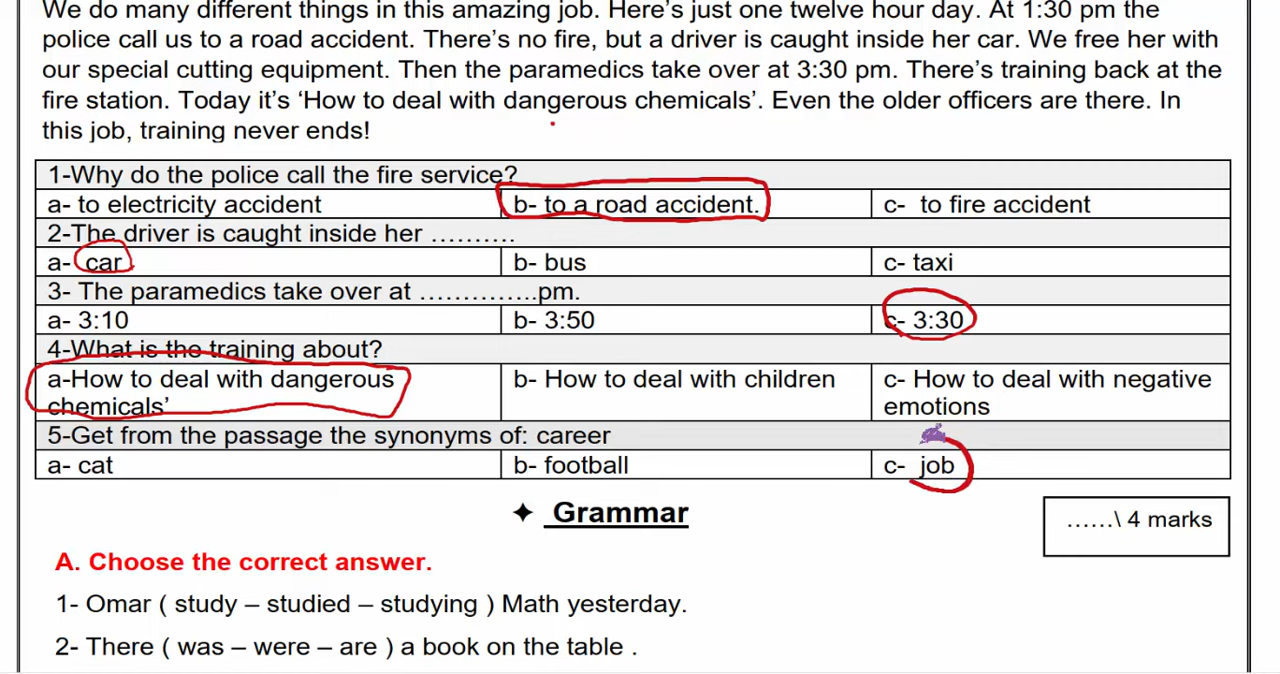 We do many different things in this amazing job. Here's just one twelve hour day. At 1:30 pm the
police call us to a road accident. There's no fire, but a driver is caught inside her car. We free her with
our special cutting equipment. Then the paramedics take over at 3:30 pm. There's training back at the
fire station. Today it's ‘How to deal with dangerous chemicals’. Even the older officers are there. In
this job, training never ends!
1-Why do the police call the fire service?
a- to electricity accident b- to a road accident. c- to fire accident
2-The driver is caught inside her ……….
a- car b- bus c- taxi
3- The paramedics take over at …………..pm.
a- 3:10 b- 3:50 c- 3:30
4-What is the training about?
a-How to deal with dangerous b- How to deal with children c- How to deal with negative
chemicals’ emotions
5-Get from the passage the synonyms of: career
a- cat b- football c- job
✦ Grammar
……\ 4 marks
A. Choose the correct answer.
1- Omar ( study – studied – studying ) Math yesterday.
2- There ( was – were – are ) a book on the table .